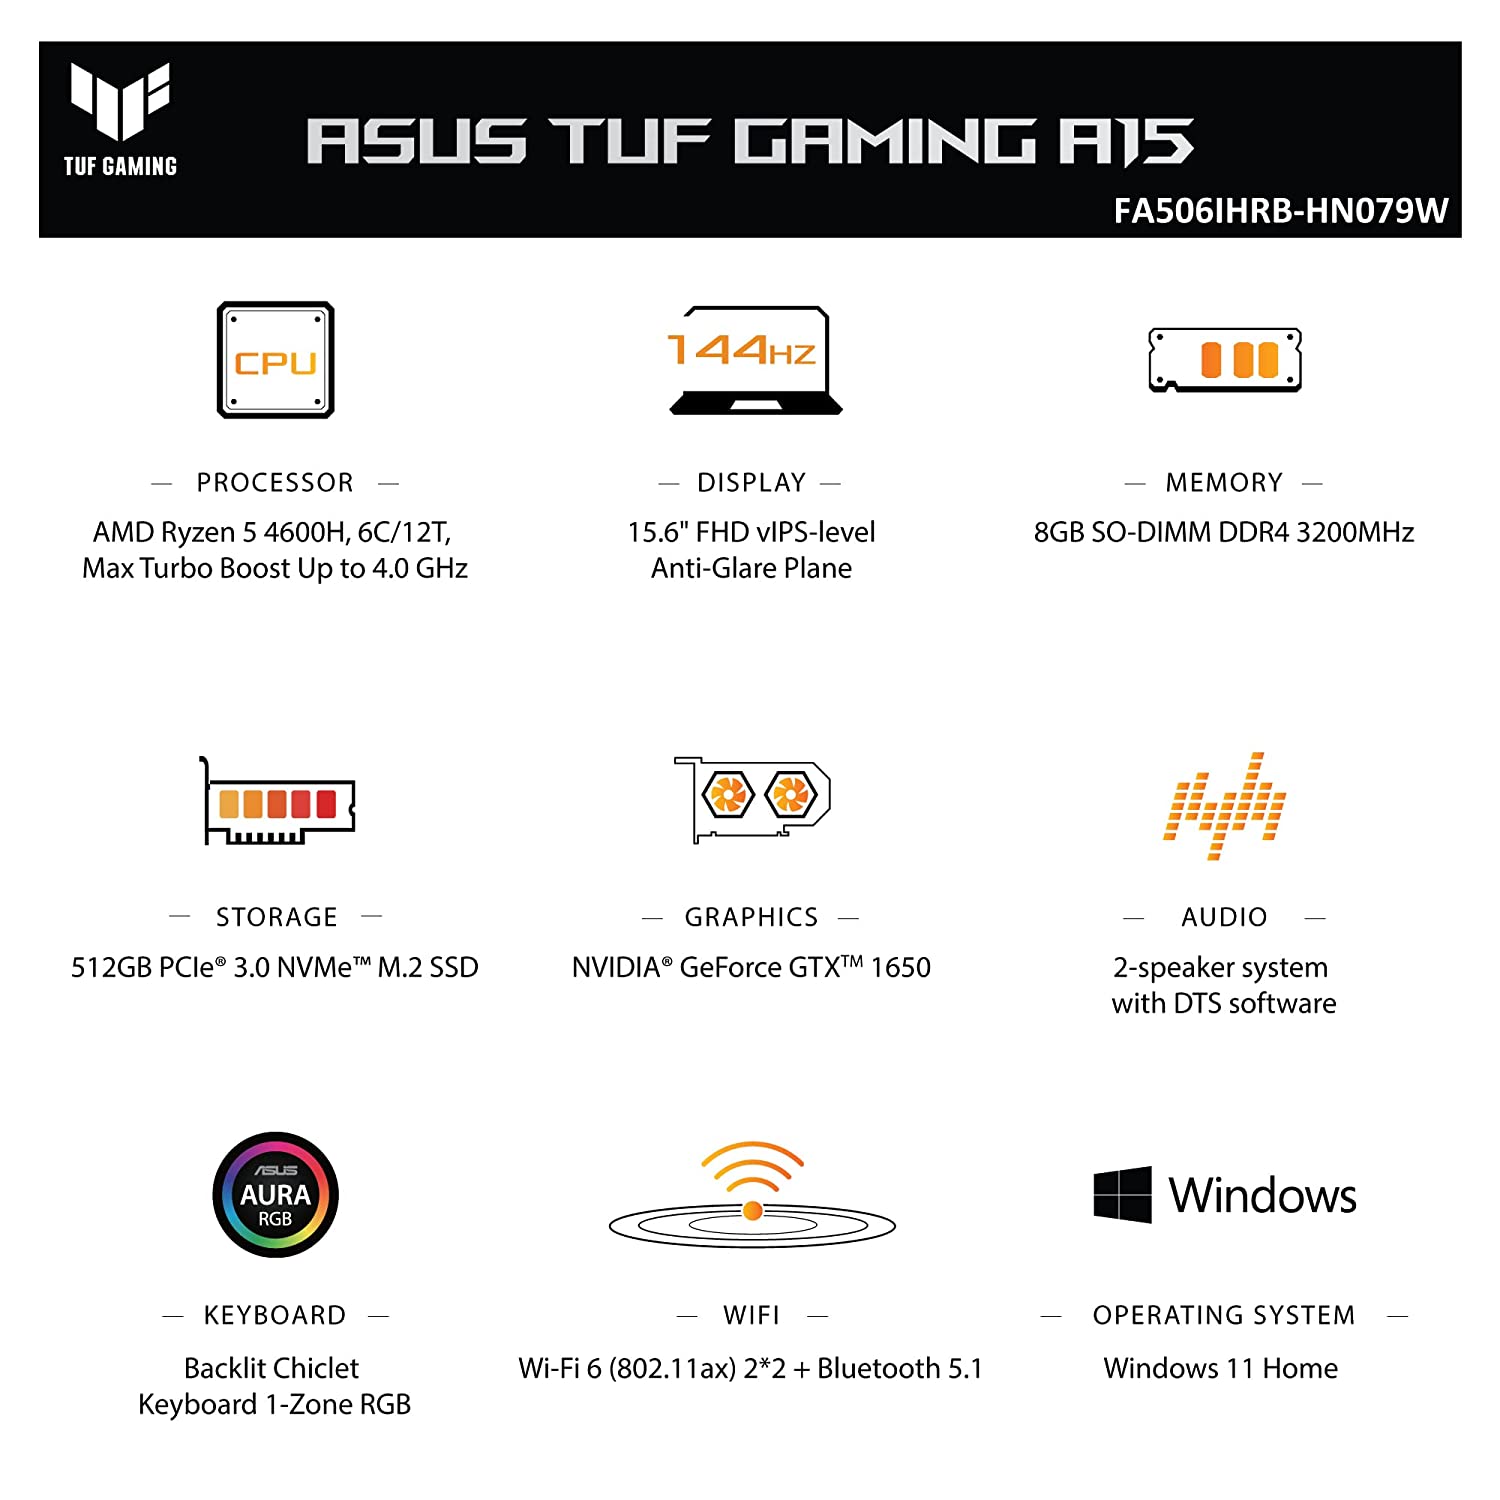 TUF GAMING
ASUS TUF GAMING A15
FA506IHRB-HN079W
CPU
PROCESSOR
AMD Ryzen 5 4600H, 6C/12T,
Max Turbo Boost Up to 4.0 GHz
144HZ
DISPLAY
15.6" FHD vIPS-level
Anti-Glare Plane
MEMORY
8GB SO-DIMM DDR4 3200MHz
STORAGE
512GB PCIe® 3.0 NVMe™ M.2 SSD
GRAPHICS
NVIDIA® GeForce GTX™ 1650
AUDIO
2-speaker system
with DTS software
ASUS
AURA
RGB
KEYBOARD
Backlit Chiclet
Keyboard 1-Zone RGB
WIFI
Wi-Fi 6 (802.11ax) 2*2 + Bluetooth 5.1
Windows
OPERATING SYSTEM
Windows 11 Home